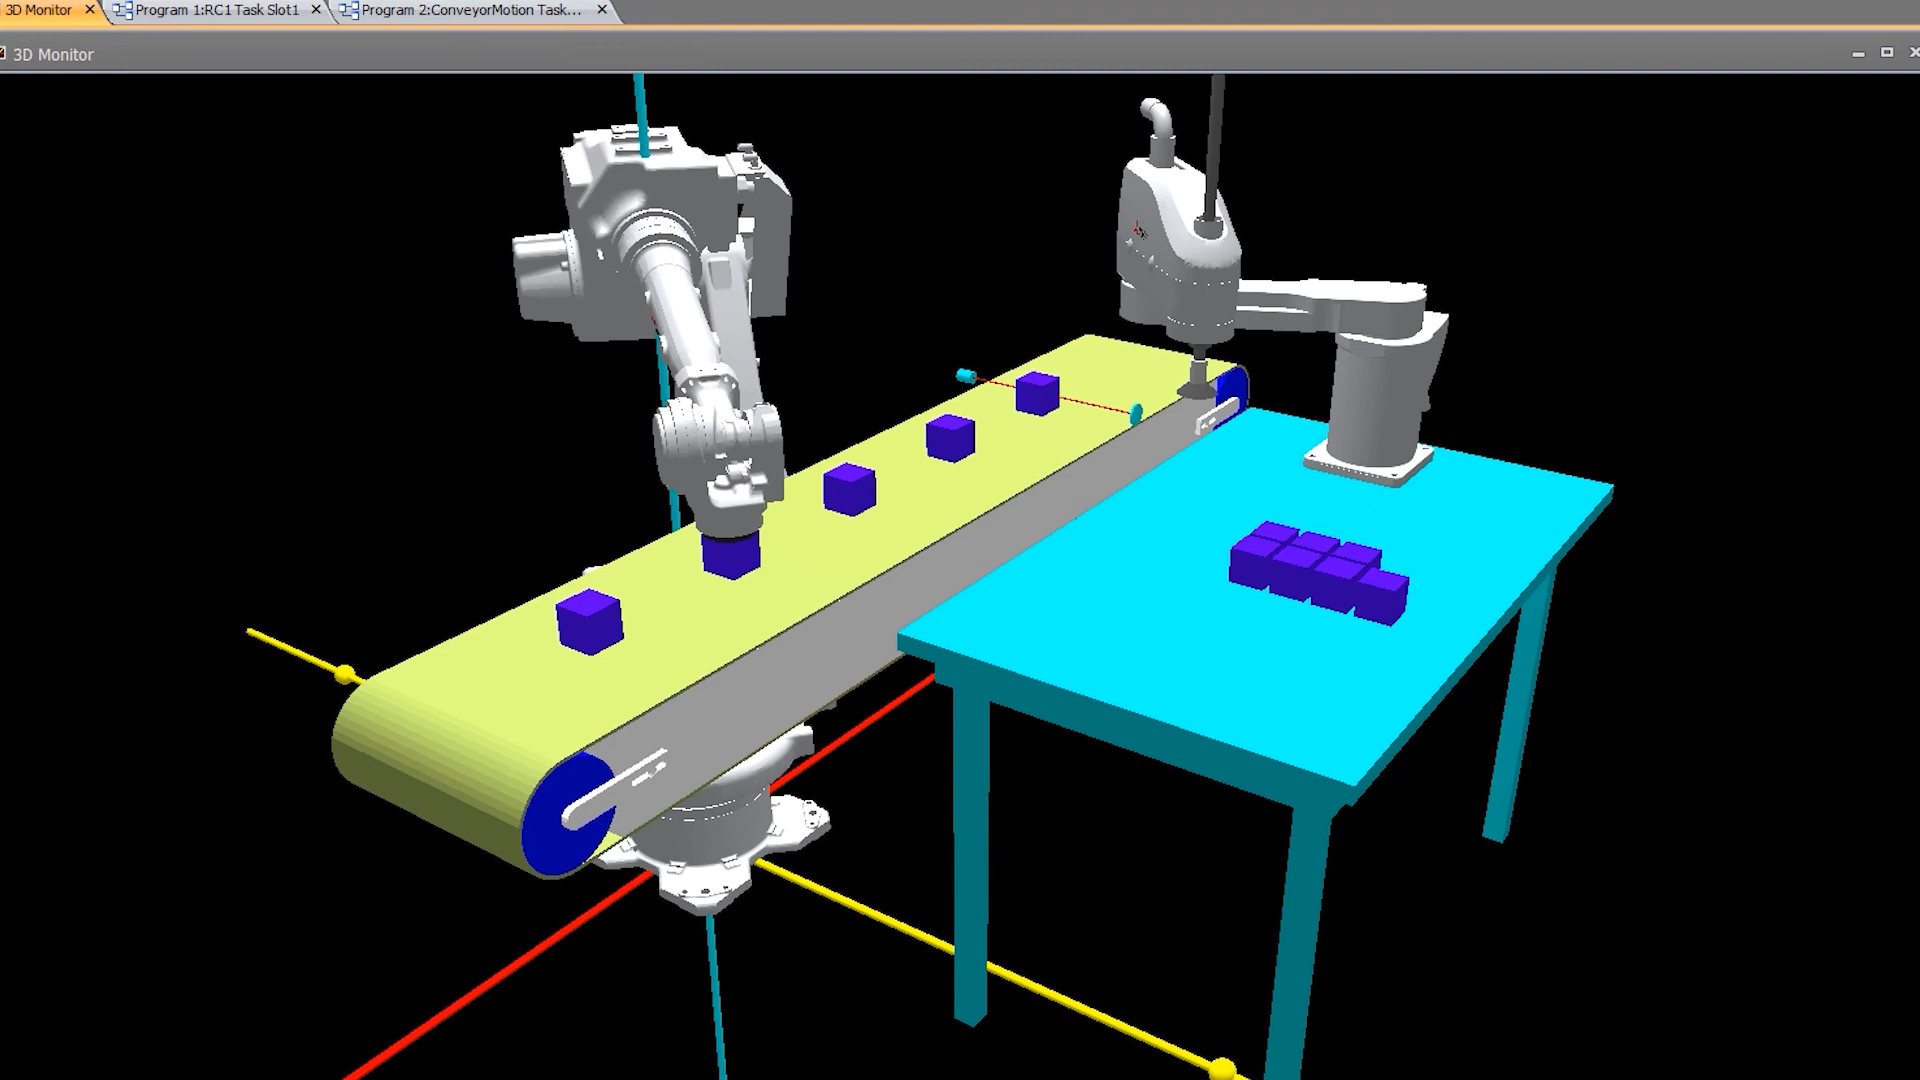 3D Monitor
Program 1:RC1 Task Slot1
Program 2:ConveyorMotion Task...
3D Monitor